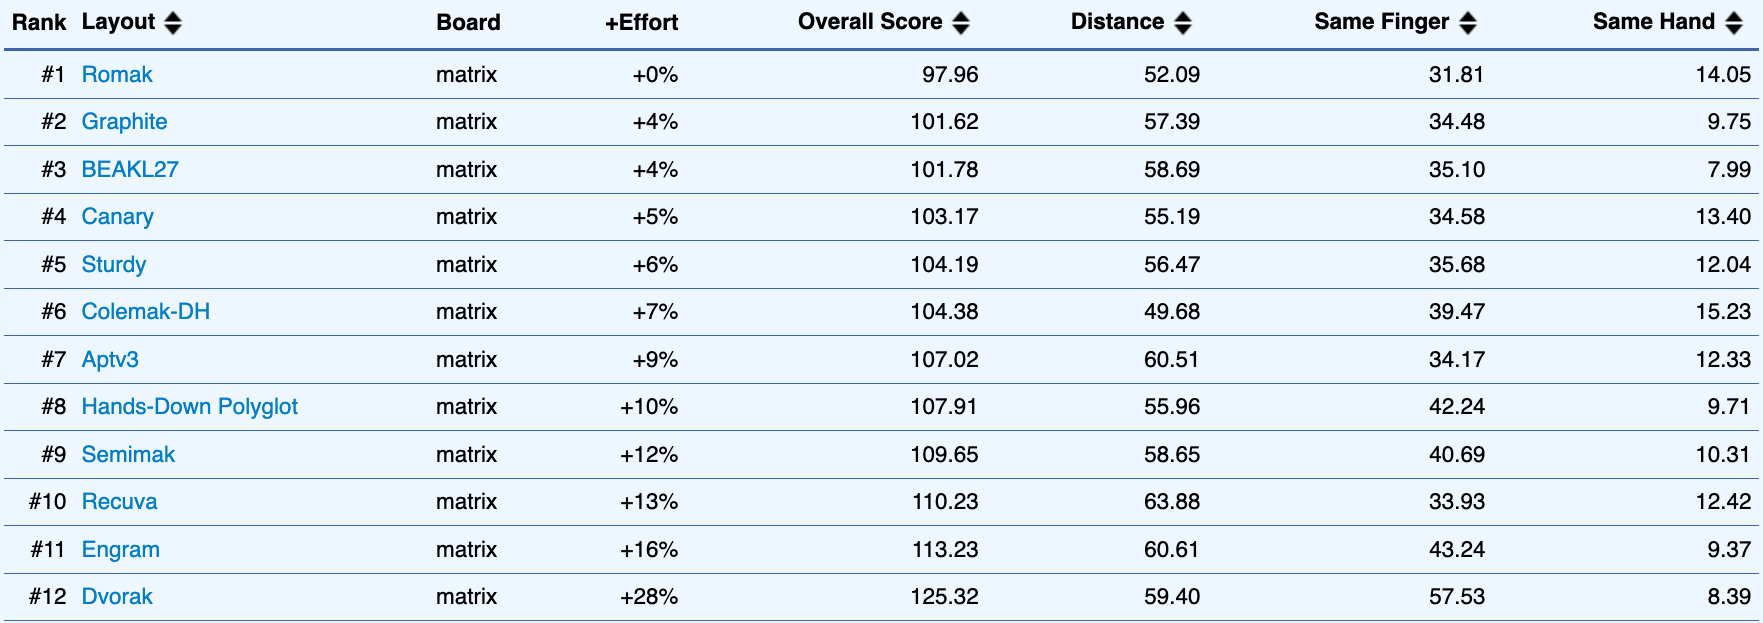 Rank Layout Board +Effort Overall Score Distance Same Finger Same Hand
#1 Romak matrix +0% 97.96 52.09 31.81 14.05
#2 Graphite matrix +4% 101.62 57.39 34.48 9.75
#3 BEAKL27 matrix +4% 101.78 58.69 35.10 7.99
#4 Canary matrix +5% 103.17 55.19 34.58 13.40
#5 Sturdy matrix +6% 104.19 56.47 35.68 12.04
#6 Colemak-DH matrix +7% 104.38 49.68 39.47 15.23
#7 Aptv3 matrix +9% 107.02 60.51 34.17 12.33
#8 Hands-Down Polyglot matrix +10% 107.91 55.96 42.24 9.71
#9 Semimak matrix +12% 109.65 58.65 40.69 10.31
#10 Recuva matrix +13% 110.23 63.88 33.93 12.42
#11 Engram matrix +16% 113.23 60.61 43.24 9.37
#12 Dvorak matrix +28% 125.32 59.40 57.53 8.39